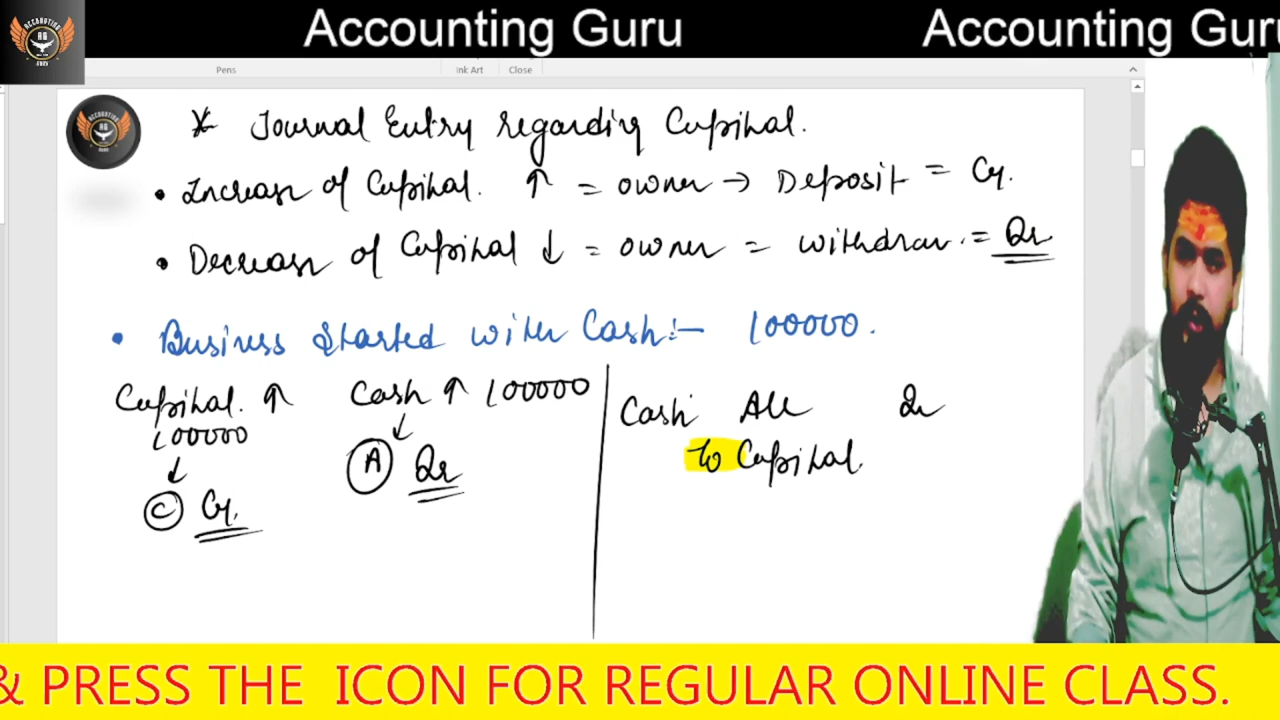 Accounting Guru
Accounting Guru
Pens
Ink Art
Close
Journal Entry regarding Capital.
• Increase of Capital. ↑ = owner → Deposit = Cr.
• Decrease of Capital ↓ = owner = withdraw. = Dr
• Business Started with Cash:- 100000.
Capital. ↑
100000
↓
C Cr.
Cash ↑ 100000
↓
A Dr
Cash A/c Dr
To Capital.
& PRESS THE ICON FOR REGULAR ONLINE CLASS.